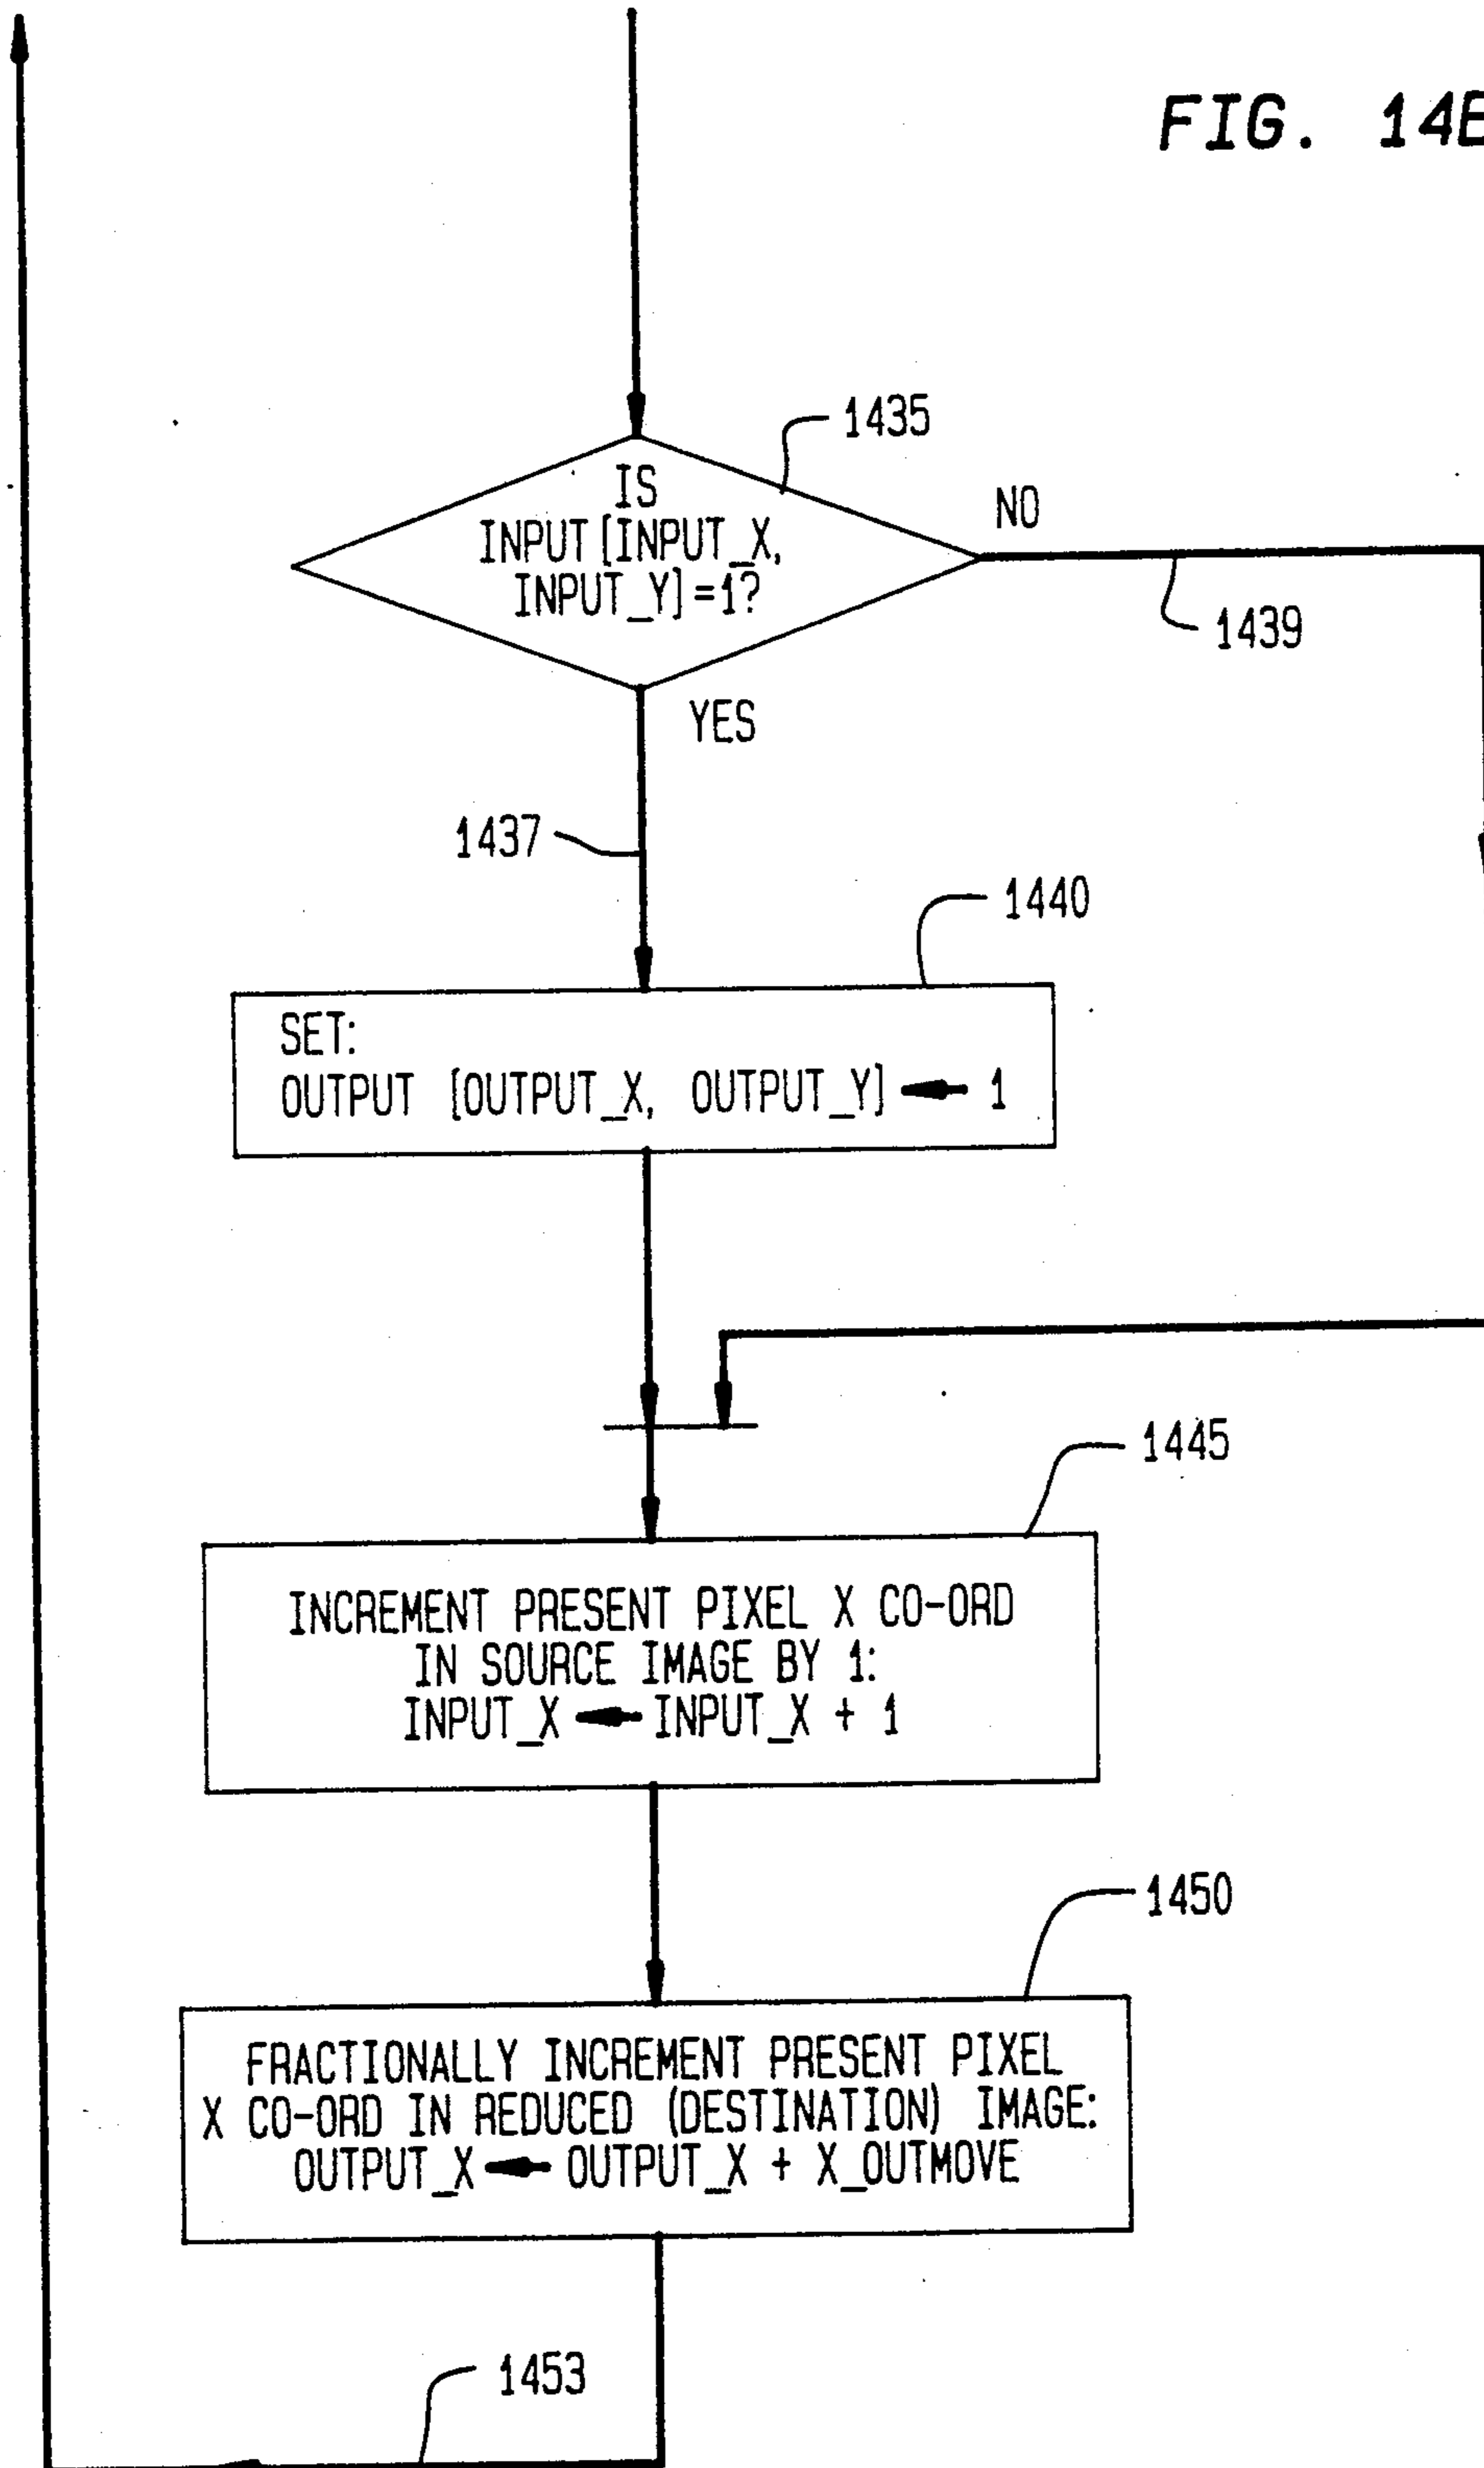 FIG. 14B
1435
IS
INPUT[INPUT_X,
INPUT_Y]=1?
NO
1439
YES
1437
1440
SET:
OUTPUT [OUTPUT_X, OUTPUT_Y] ← 1
1445
INCREMENT PRESENT PIXEL X CO-ORD
IN SOURCE IMAGE BY 1:
INPUT_X ← INPUT_X + 1
1450
FRACTIONALLY INCREMENT PRESENT PIXEL
X CO-ORD IN REDUCED (DESTINATION) IMAGE:
OUTPUT_X ← OUTPUT_X + X_OUTMOVE
1453